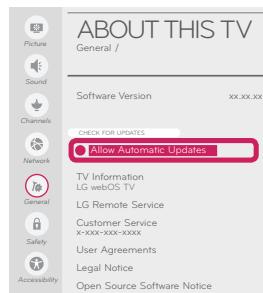 ABOUT THIS TV
General /
Picture
Sound
Channels
Network
General
Safety
Accessibility
Software Version xx.xx.xx
CHECK FOR UPDATES
Allow Automatic Updates
TV Information
LG webOS TV
LG Remote Service
Customer Service
x-xxx-xxx-xxxx
User Agreements
Legal Notice
Open Source Software Notice